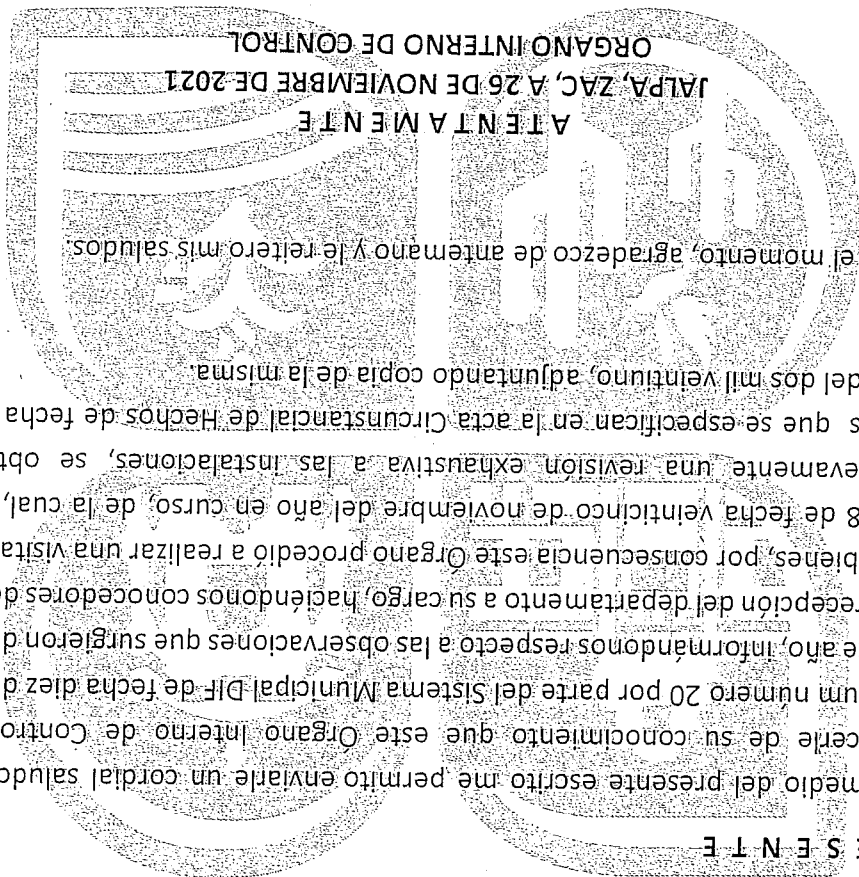 E S E N T E
medio del presente escrito me permito enviarle un cordial saludo
cerle de su conocimiento que este Órgano Interno de Contro
um número 20 por parte del Sistema Municipal DIF de fecha diez d
e año, informándonos respecto a las observaciones que surgieron d
recepción del departamento a su cargo, haciéndonos conocedores de
bienes, por consecuencia este Órgano procedió a realizar una visita
8 de fecha veinticinco de noviembre del año en curso, de la cual,
evamente una revisión exhaustiva a las instalaciones, se obt
s que se especifican en la acta Circunstancial de Hechos de fecha
del dos mil veintiuno, adjuntando copia de la misma.
el momento, agradezco de antemano y le reitero mis saludos.
A T E N T A M E N T E
JALPA, ZAC, A 26 DE NOVIEMBRE DE 2021
ORGANO INTERNO DE CONTROL